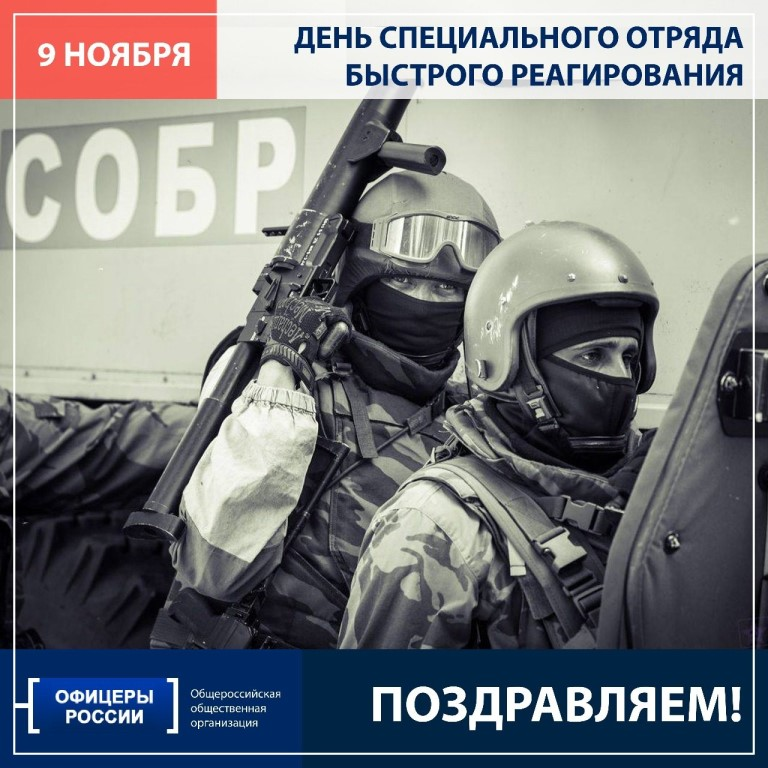 9 НОЯБРЯ
ДЕНЬ СПЕЦИАЛЬНОГО ОТРЯДА
БЫСТРОГО РЕАГИРОВАНИЯ
СОБР
ОФИЦЕРЫ
РОССИИ
Общероссийская
общественная
организация
ПОЗДРАВЛЯЕМ!